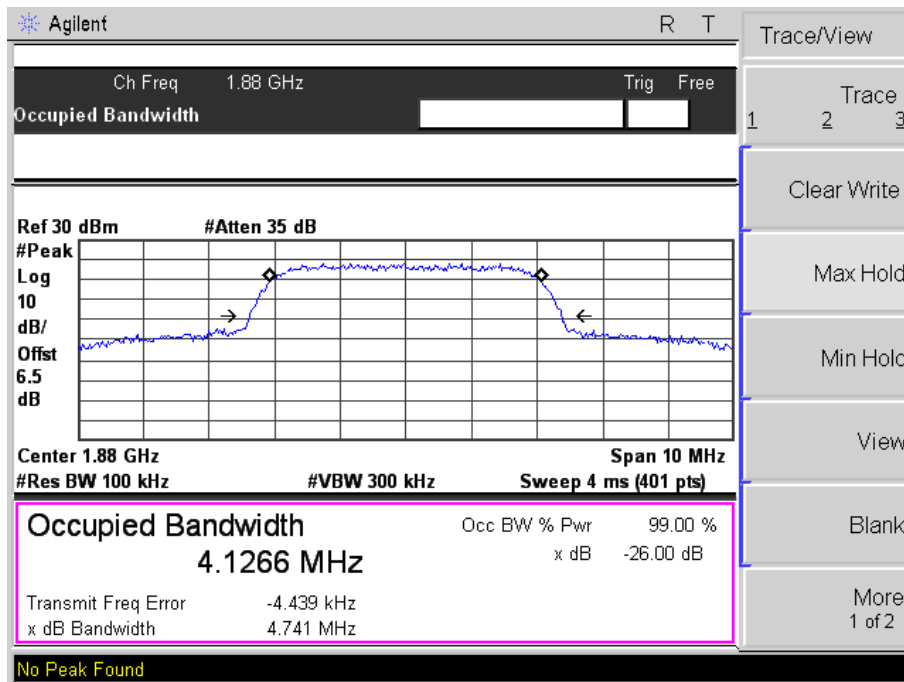 Agilent R T
Trace/View
Ch Freq 1.88 GHz Trig Free
Occupied Bandwidth
Trace
1 2 3
Clear Write
Max Hold
Min Hold
View
Blank
More
1 of 2
Ref 30 dBm #Atten 35 dB
#Peak
Log
10
dB/
Offst
6.5
dB
Center 1.88 GHz Span 10 MHz
#Res BW 100 kHz #VBW 300 kHz Sweep 4 ms (401 pts)
Occupied Bandwidth Occ BW % Pwr 99.00 %
4.1266 MHz x dB -26.00 dB
Transmit Freq Error -4.439 kHz
x dB Bandwidth 4.741 MHz
No Peak Found